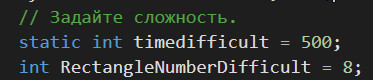 // Задайте сложность.
static int timedifficult = 500;
int RectangleNumberDifficult = 8;